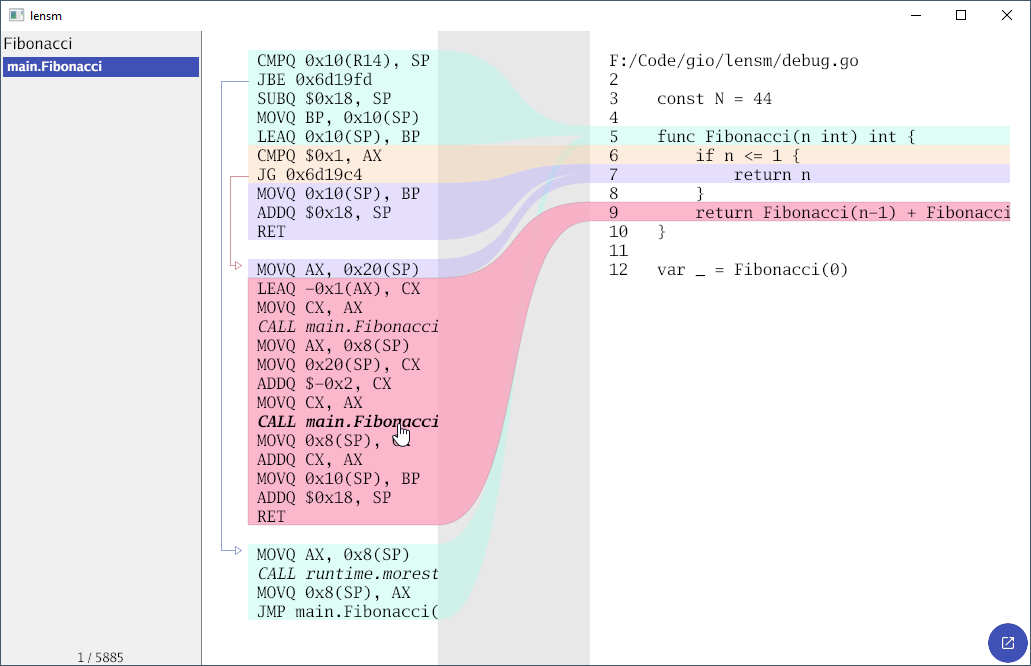 lensm
Fibonacci
main.Fibonacci
CMPQ 0x10(R14), SP
JBE 0x6d19fd
SUBQ $0x18, SP
MOVQ BP, 0x10(SP)
LEAQ 0x10(SP), BP
CMPQ $0x1, AX
JG 0x6d19c4
MOVQ 0x10(SP), BP
ADDQ $0x18, SP
RET
MOVQ AX, 0x20(SP)
LEAQ -0x1(AX), CX
MOVQ CX, AX
CALL main.Fibonacci
MOVQ AX, 0x8(SP)
MOVQ 0x20(SP), CX
ADDQ $-0x2, CX
MOVQ CX, AX
CALL main.Fibonacci
MOVQ 0x8(SP),
ADDQ CX, AX
MOVQ 0x10(SP), BP
ADDQ $0x18, SP
RET
MOVQ AX, 0x8(SP)
CALL runtime.morest
MOVQ 0x8(SP), AX
JMP main.Fibonacci(
F:/Code/gio/lensm/debug.go
2
3 const N = 44
4
5 func Fibonacci(n int) int {
6 if n <= 1 {
7 return n
8 }
9 return Fibonacci(n-1) + Fibonacci
10 }
11
12 var _ = Fibonacci(0)
1 / 5885